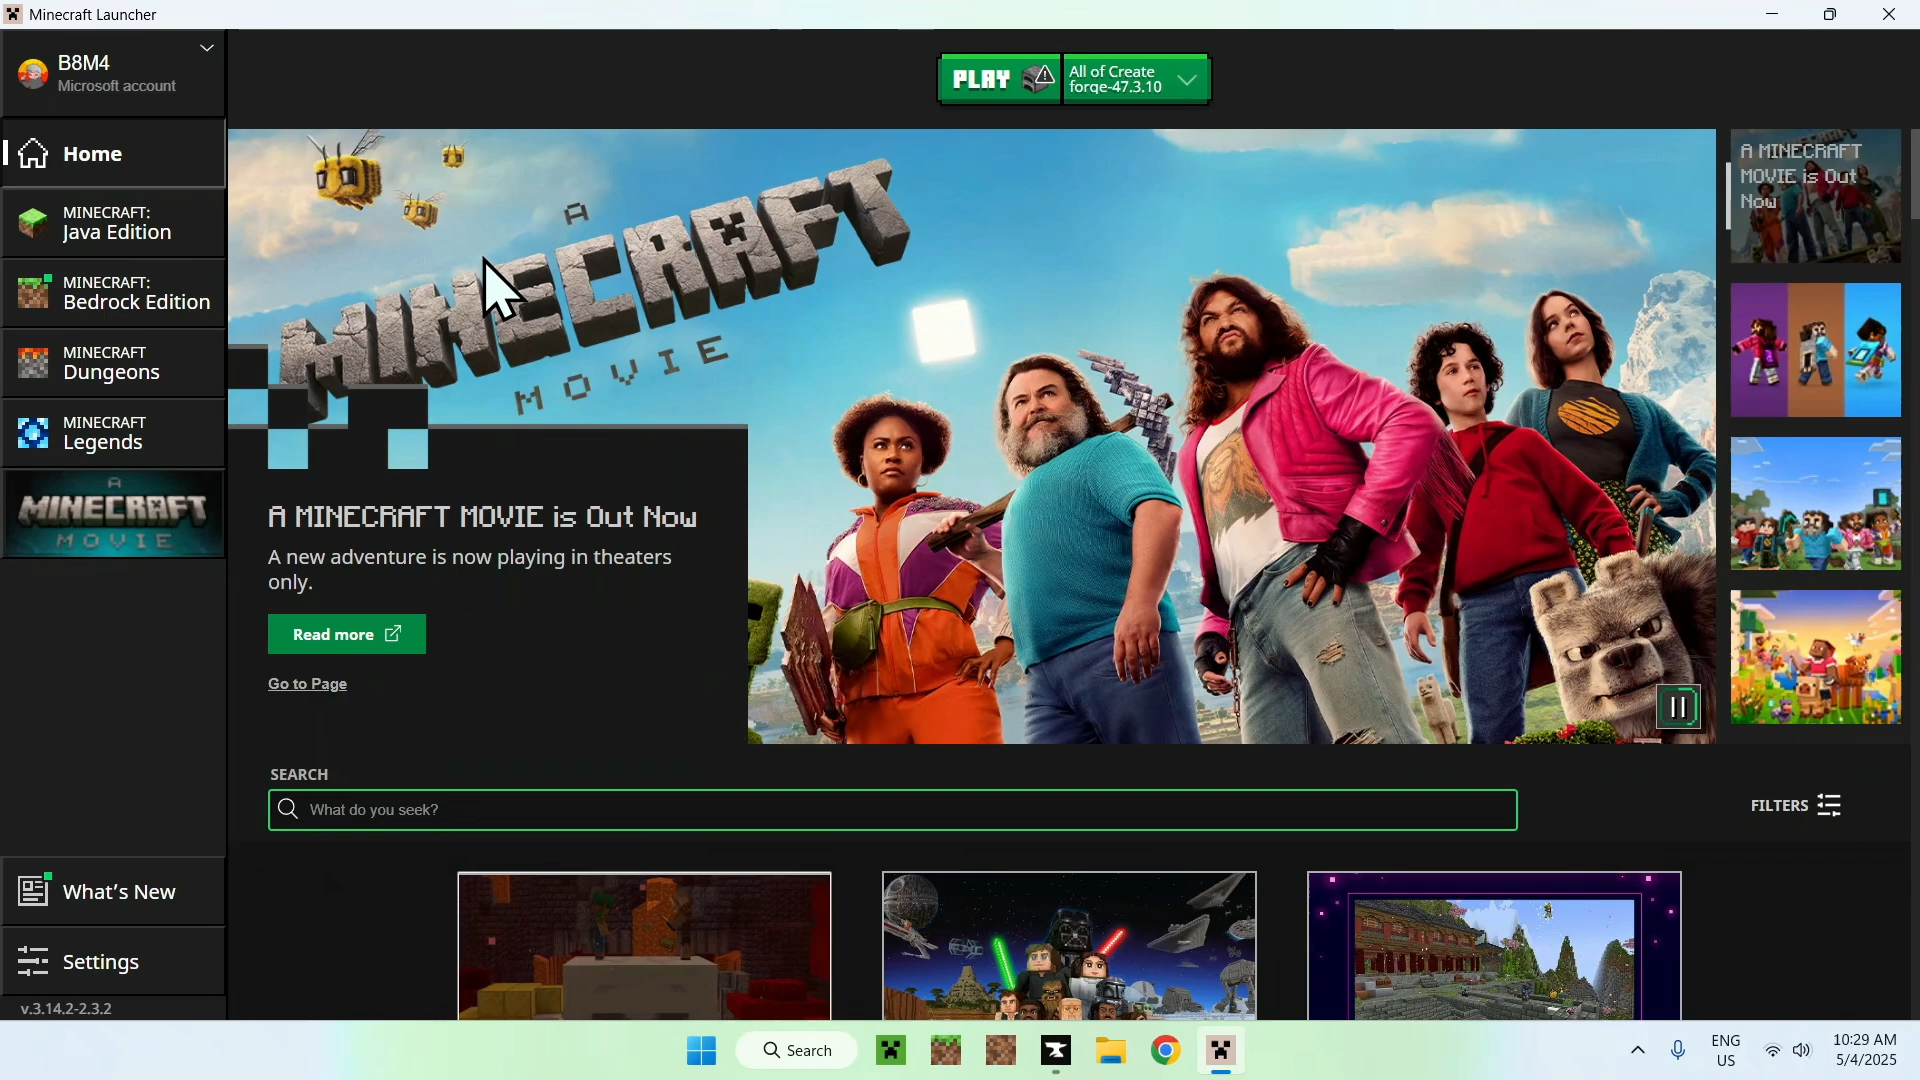 Minecraft Launcher
B8M4
Microsoft account
PLAY
All of Create
forge-47.3.10
Home
MINECRAFT:
Java Edition
MINECRAFT:
Bedrock Edition
MINECRAFT
Dungeons
MINECRAFT
Legends
A
MINECRAFT
MOVIE
What's New
Settings
v.3.14.2-2.3.2
A
MINECRAFT
MOVIE
A MINECRAFT MOVIE is Out Now
A new adventure is now playing in theaters
only.
Read more
Go to Page
A MINECRAFT
MOVIE is Out
Now
SEARCH
What do you seek?
FILTERS
Search
ENG
US
10:29 AM
5/4/2025